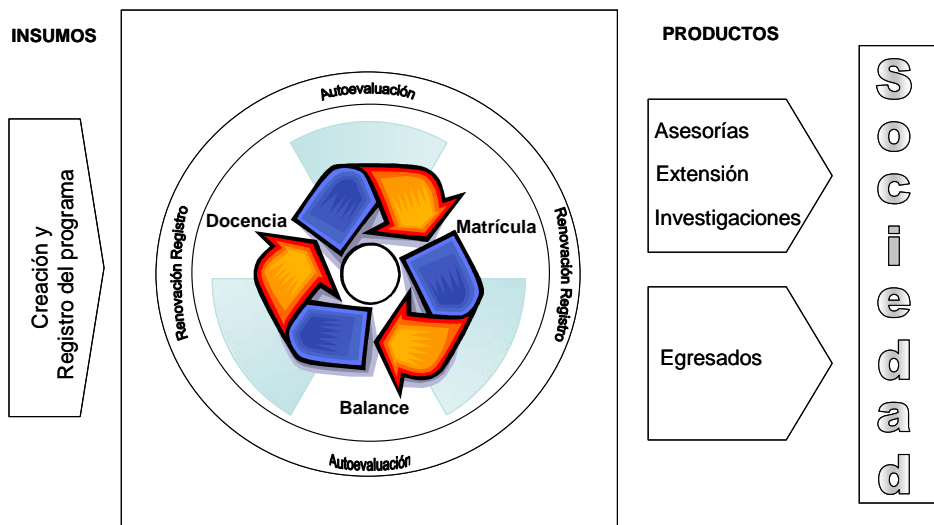 INSUMOS
Creación y
Registro del programa
Autoevaluación
Renovación Registro
Renovación Registro
Docencia
Matrícula
Balance
Autoevaluación
PRODUCTOS
Asesorías
Extensión
Investigaciones
Egresados
Sociedad